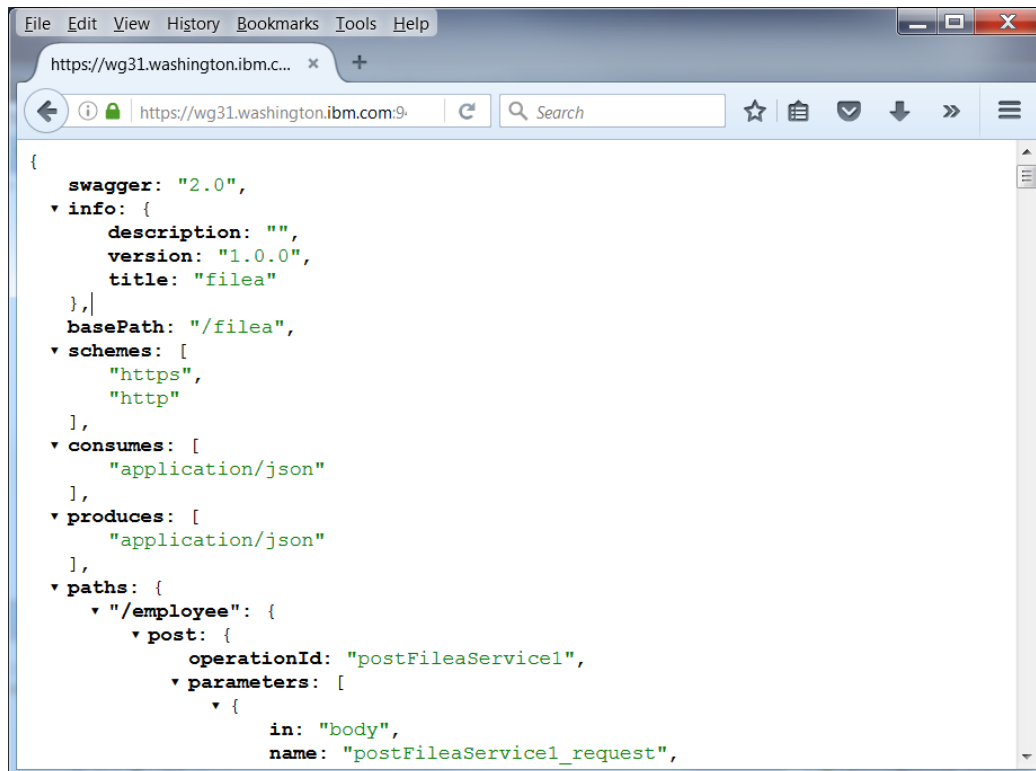 File Edit View History Bookmarks Tools Help
https://wg31.washington.ibm.c... × +
https://wg31.washington.ibm.com:9 Search
{
swagger: "2.0",
▾ info: {
description: "",
version: "1.0.0",
title: "filea"
},
basePath: "/filea",
▾ schemes: [
"https",
"http"
],
▾ consumes: [
"application/json"
],
▾ produces: [
"application/json"
],
▾ paths: {
▾ "/employee": {
▾ post: {
operationId: "postFileaService1",
▾ parameters: [
▾ {
in: "body",
name: "postFileaService1_request",